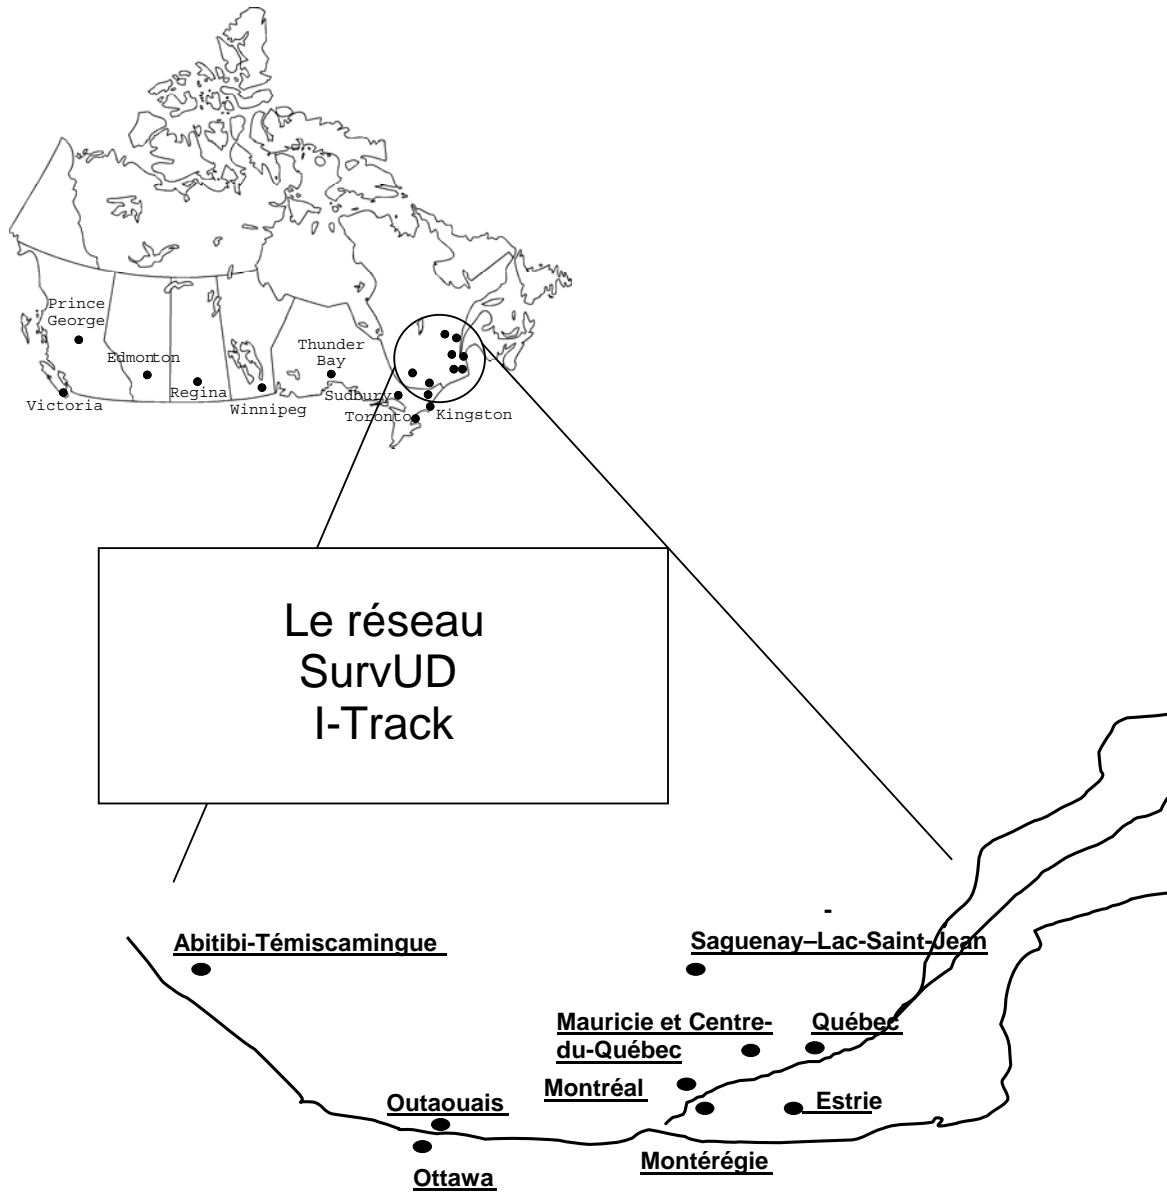 Prince
George
Edmonton
Victoria
Regina
Winnipeg
Thunder
Bay
Sudbury
Toronto
Kingston
Le réseau
SurvUD
I-Track
-
Abitibi-Témiscamingue
Saguenay–Lac-Saint-Jean
Mauricie et Centre-
du-Québec
Québec
Montréal
Outaouais
Estrie
Montérégie
Ottawa